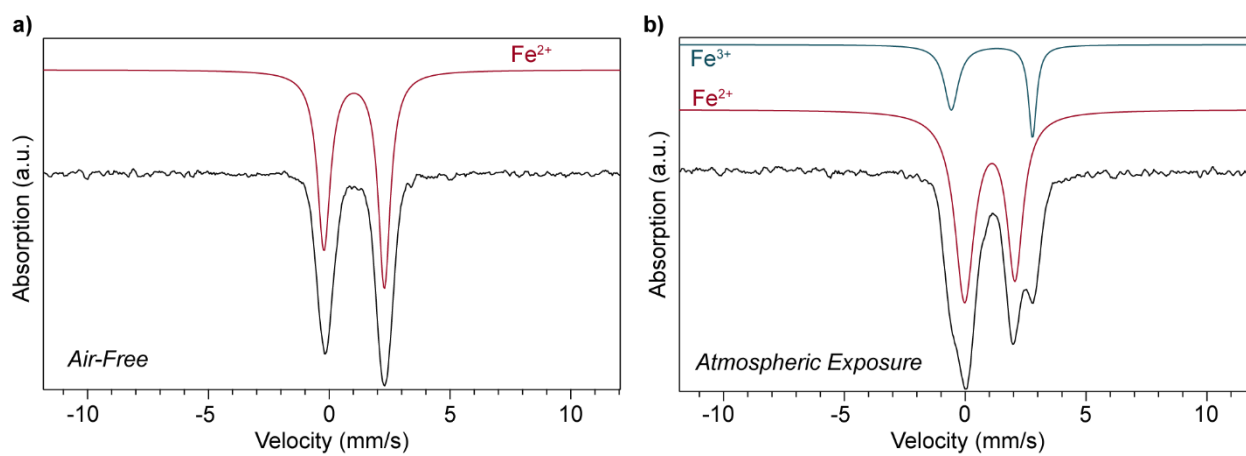 a)
Fe²⁺
Absorption (a.u.)
Air-Free
-10 -5 0 5 10
Velocity (mm/s)
b)
Fe³⁺
Fe²⁺
Absorption (a.u.)
Atmospheric Exposure
-10 -5 0 5 10
Velocity (mm/s)